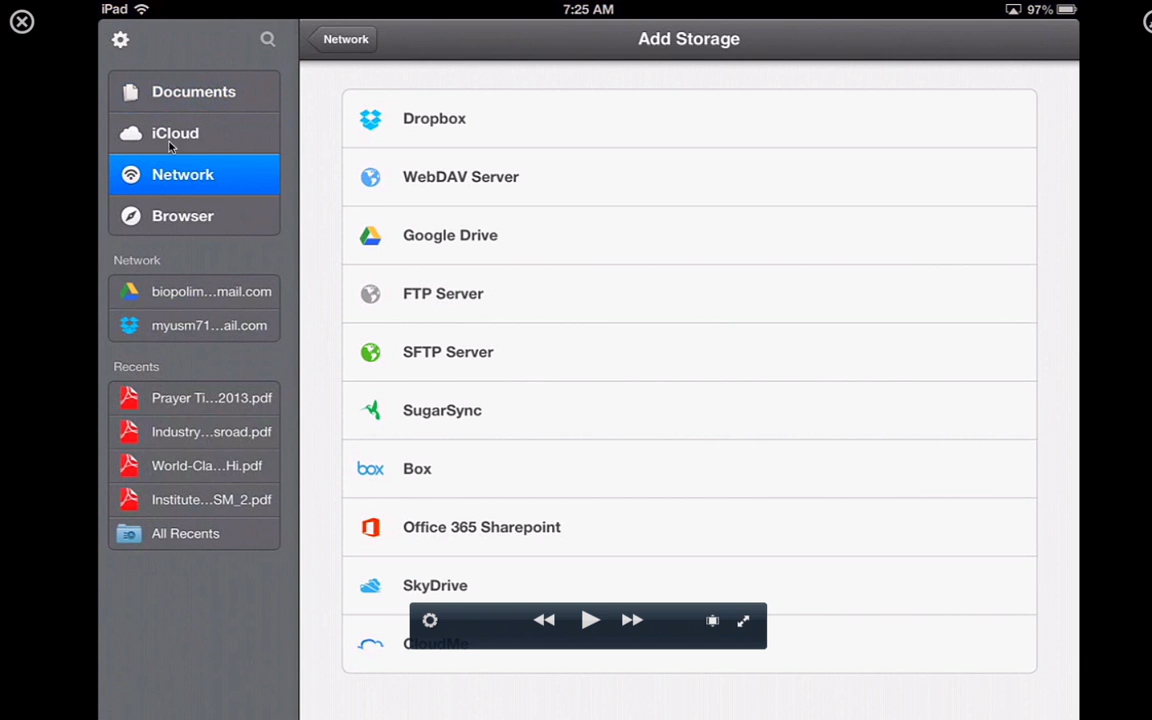 iPad
7:25 AM
97%
Network
Add Storage
Documents
iCloud
Network
Browser
Network
biopolim...mail.com
myusm71...ail.com
Recents
Prayer Ti...2013.pdf
Industry...sroad.pdf
World-Cla...Hi.pdf
Institute...SM_2.pdf
All Recents
Dropbox
WebDAV Server
Google Drive
FTP Server
SFTP Server
SugarSync
box
Box
Office 365 Sharepoint
SkyDrive
CloudMe